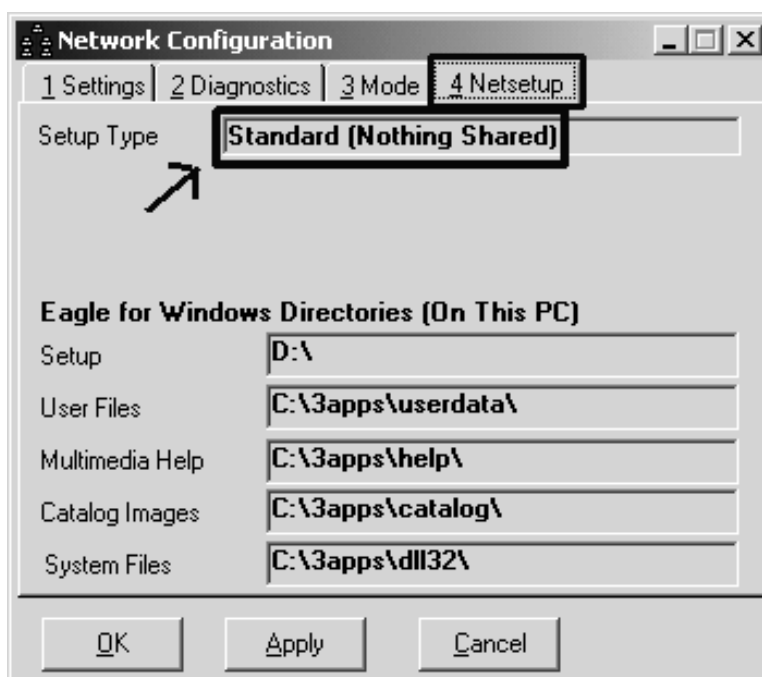 Network Configuration
1 Settings 2 Diagnostics 3 Mode 4 Netsetup
Setup Type Standard (Nothing Shared)
Eagle for Windows Directories (On This PC)
Setup D:\
User Files C:\3apps\userdata\
Multimedia Help C:\3apps\help\
Catalog Images C:\3apps\catalog\
System Files C:\3apps\dll32\
OK Apply Cancel